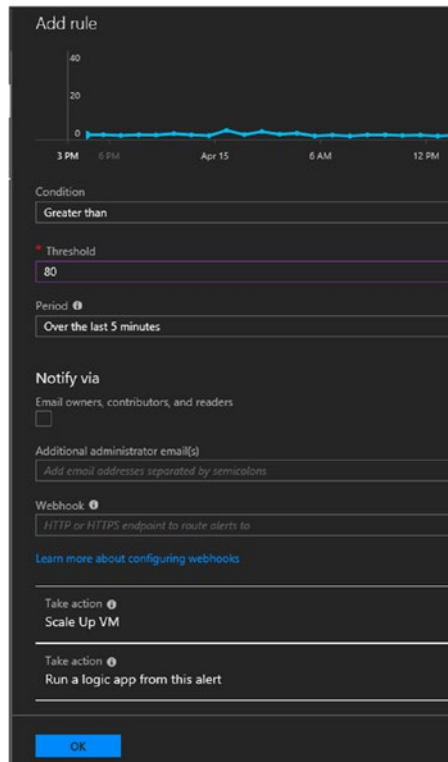 Add rule
40
20
0
3 PM 6 PM Apr 15 6 AM 12 PM
Condition
Greater than
* Threshold
80
Period
Over the last 5 minutes
Notify via
Email owners, contributors, and readers
Additional administrator email(s)
Add email addresses separated by semicolons
Webhook
HTTP or HTTPS endpoint to route alerts to
Learn more about configuring webhooks
Take action
Scale Up VM
Take action
Run a logic app from this alert
OK